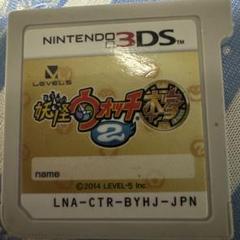 NINTENDO 3DS
LEVEL5
妖怪ウォッチ
2
本家
name
©2014 LEVEL-5 Inc.
LNA-CTR-BYHJ-JPN